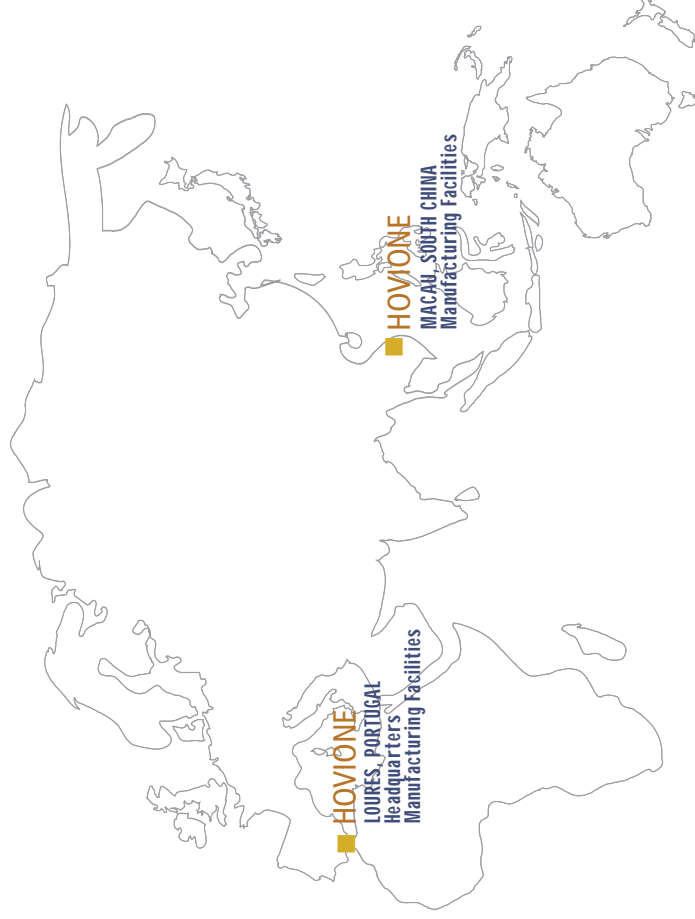 HOVIONE
LOURES, PORTUGAL
Headquarters
Manufacturing Facilities
HOVIONE
MACAU, SOUTH CHINA
Manufacturing Facilities